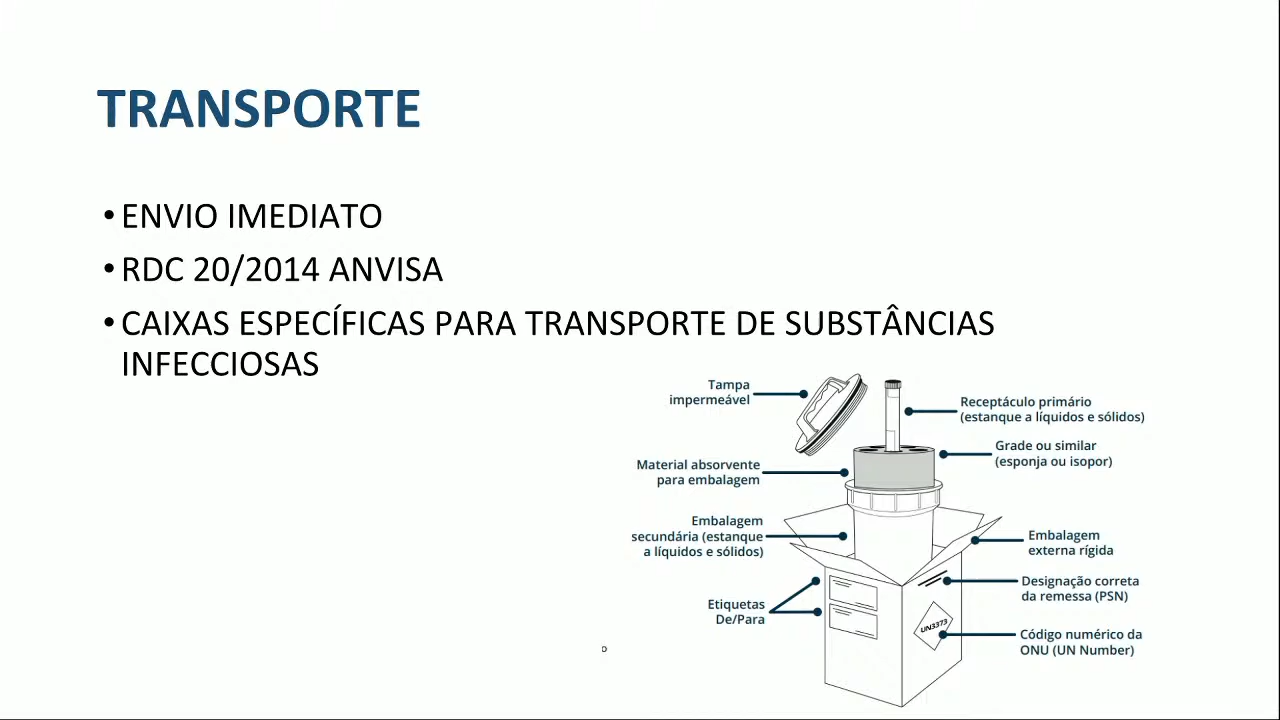 TRANSPORTE
• ENVIO IMEDIATO
• RDC 20/2014 ANVISA
• CAIXAS ESPECÍFICAS PARA TRANSPORTE DE SUBSTÂNCIAS
INFECCIOSAS
Tampa
impermeável
Receptáculo primário
(estanque a líquidos e sólidos)
Grade ou similar
(esponja ou isopor)
Material absorvente
para embalagem
Embalagem
secundária (estanque
a líquidos e sólidos)
Embalagem
externa rígida
Designação correta
da remessa (PSN)
Etiquetas
De/Para
UN3373
Código numérico da
ONU (UN Number)